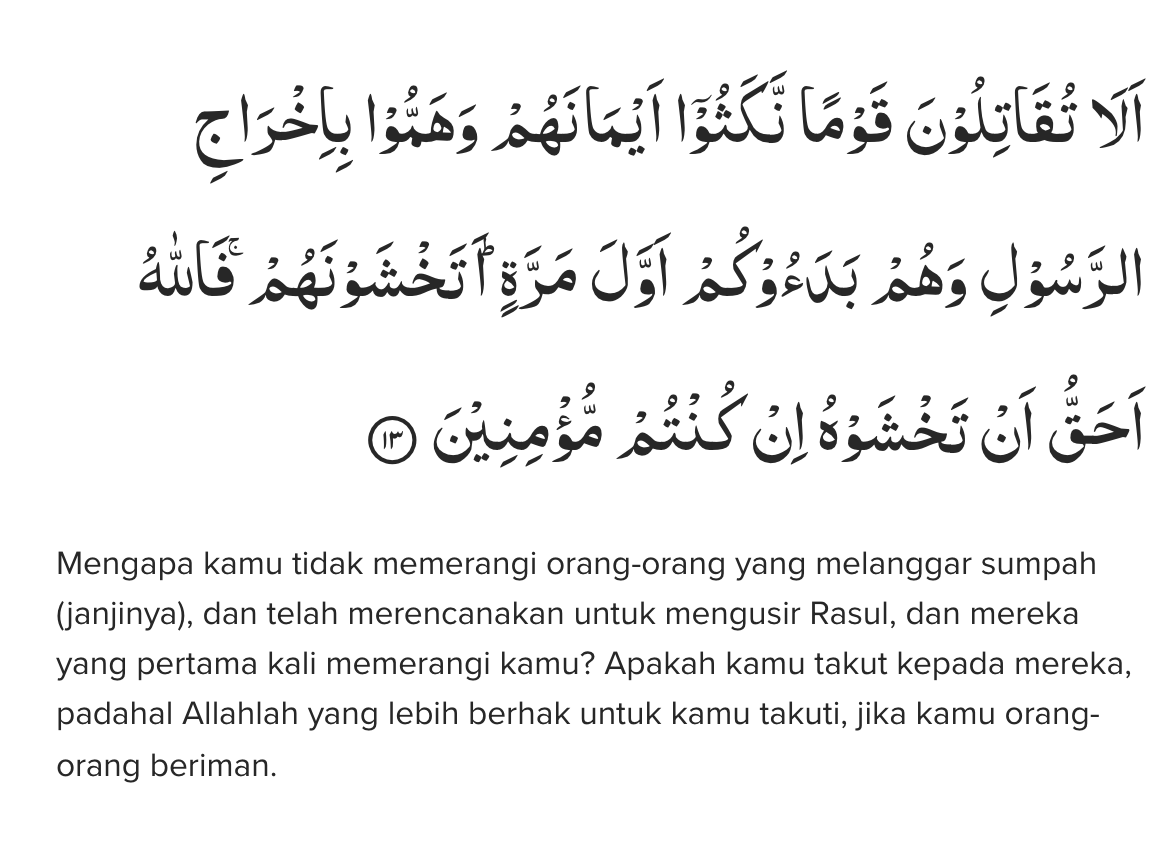 اَلَا تُقَاتِلُوْنَ قَوْمًا نَّكَثُوْٓا اَيْمَانَهُمْ وَهَمُّوْا بِاِخْرَاجِ
الرَّسُوْلِ وَهُمْ بَدَءُوْكُمْ اَوَّلَ مَرَّةٍۗ اَتَخْشَوْنَهُمْ ۚفَاللّٰهُ
اَحَقُّ اَنْ تَخْشَوْهُ اِنْ كُنْتُمْ مُّؤْمِنِيْنَ ١٣
Mengapa kamu tidak memerangi orang-orang yang melanggar sumpah
(janjinya), dan telah merencanakan untuk mengusir Rasul, dan mereka
yang pertama kali memerangi kamu? Apakah kamu takut kepada mereka,
padahal Allahlah yang lebih berhak untuk kamu takuti, jika kamu orang-
orang beriman.